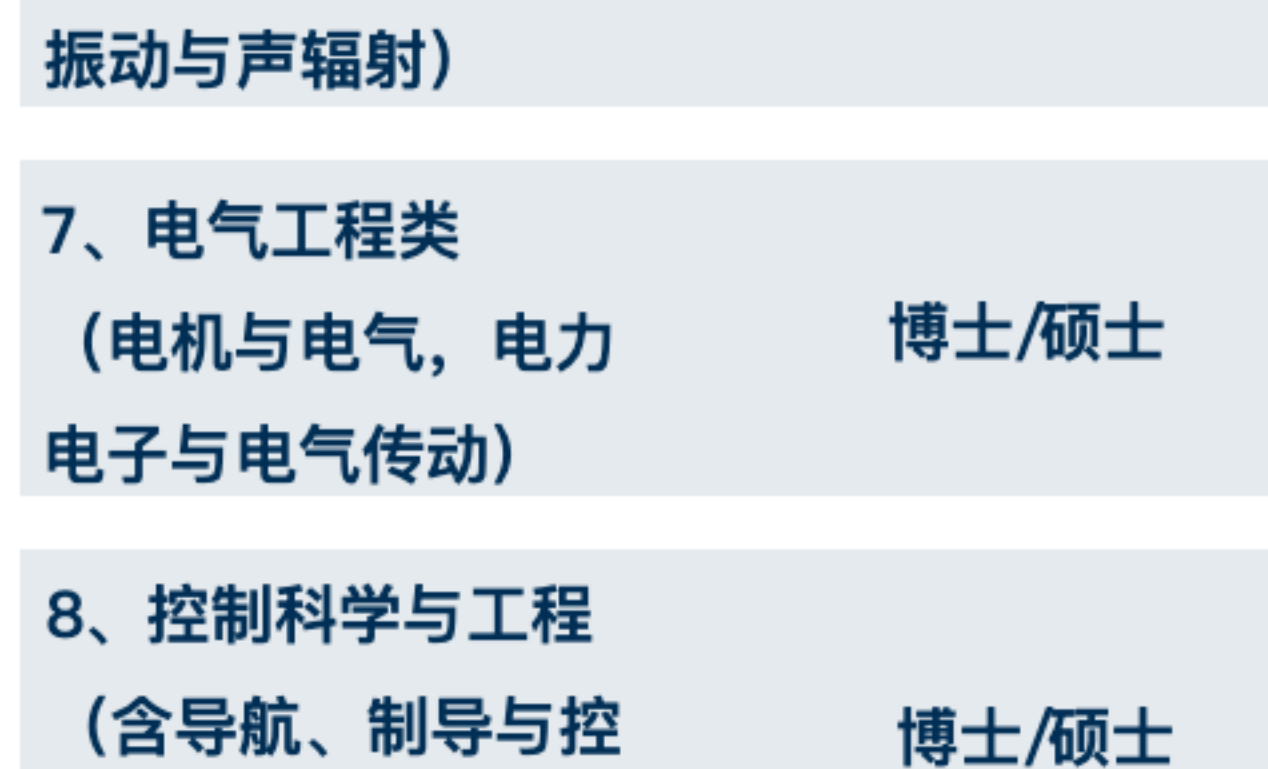 振动与声辐射）
7、电气工程类
（电机与电气，电力
博士/硕士
电子与电气传动）
8、控制科学与工程
（含导航、制导与控
博士/硕士